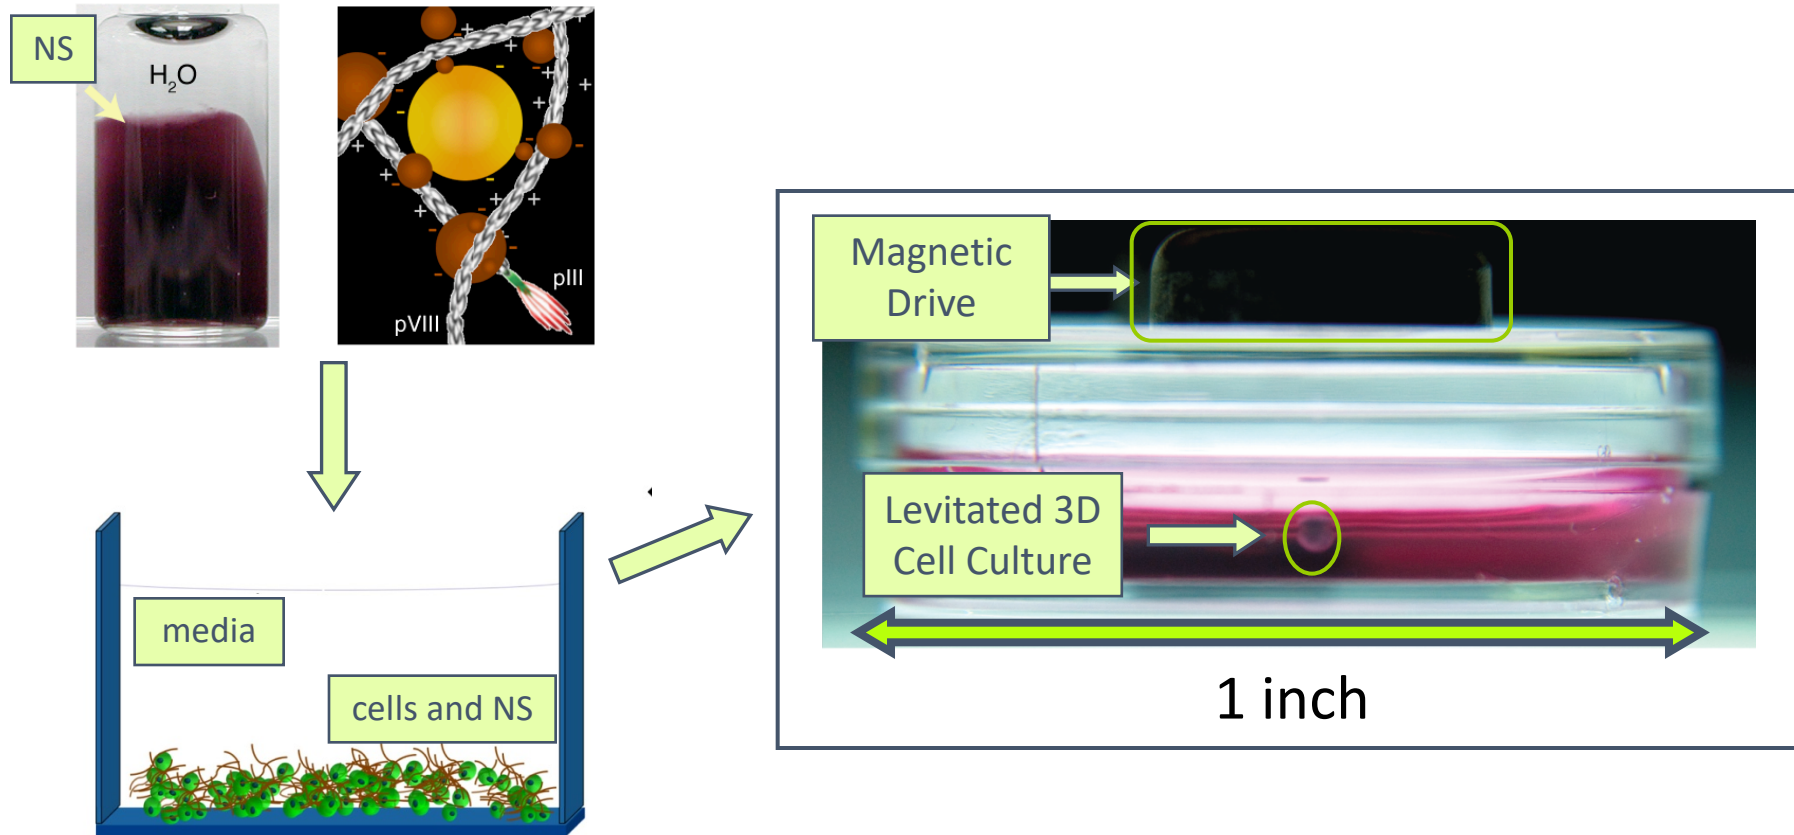 NS
H₂O
pIII
pVIII
Magnetic
Drive
Levitated 3D
Cell Culture
media
cells and NS
1 inch